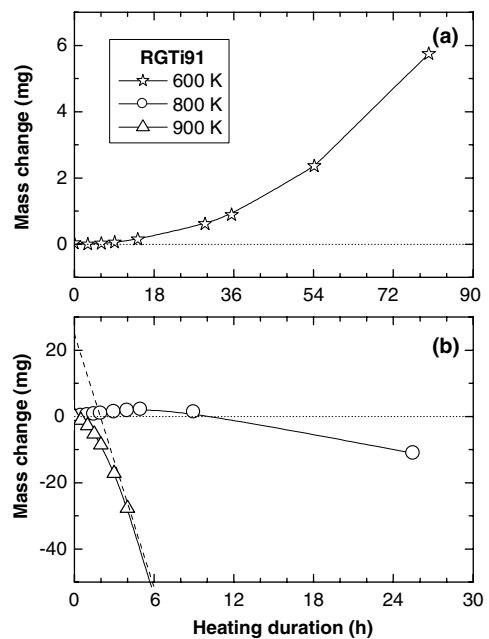 (a)
RGTi91
600 K
800 K
900 K
Mass change (mg)
6
4
2
0
0 18 36 54 72 90
(b)
Mass change (mg)
20
0
-20
-40
0 6 12 18 24 30
Heating duration (h)